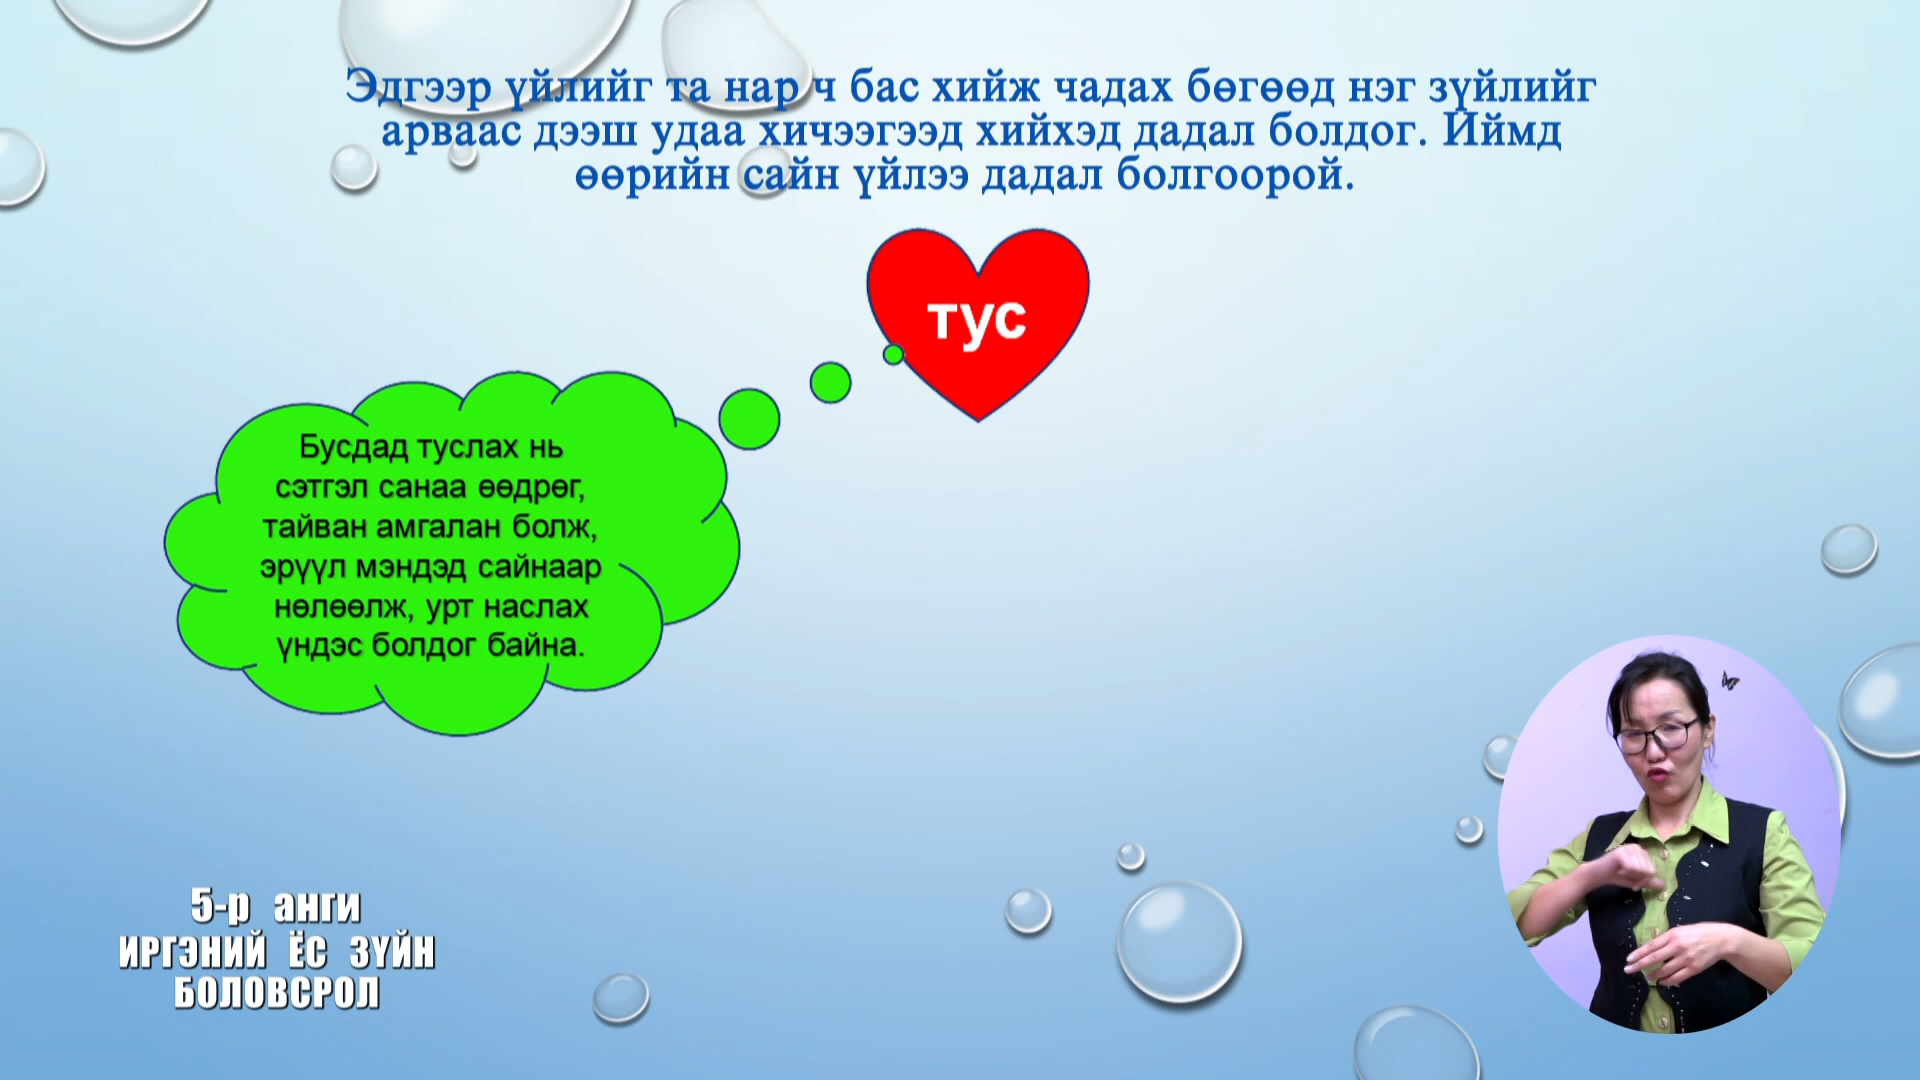 Эдгээр үйлийг та нар ч бас хийж чадах бөгөөд нэг зүйлийг
арваас дээш удаа хичээгээд хийхэд дадал болдог. Иймд
өөрийн сайн үйлээ дадал болгоорой.
тус
Бусдад туслах нь
сэтгэл санаа өөдрөг,
тайван амгалан болж,
эрүүл мэндэд сайнаар
нөлөөлж, урт наслах
үндэс болдог байна.
5-р анги
ИРГЭНИЙ ЁС ЗҮЙН
БОЛОВСРОЛ